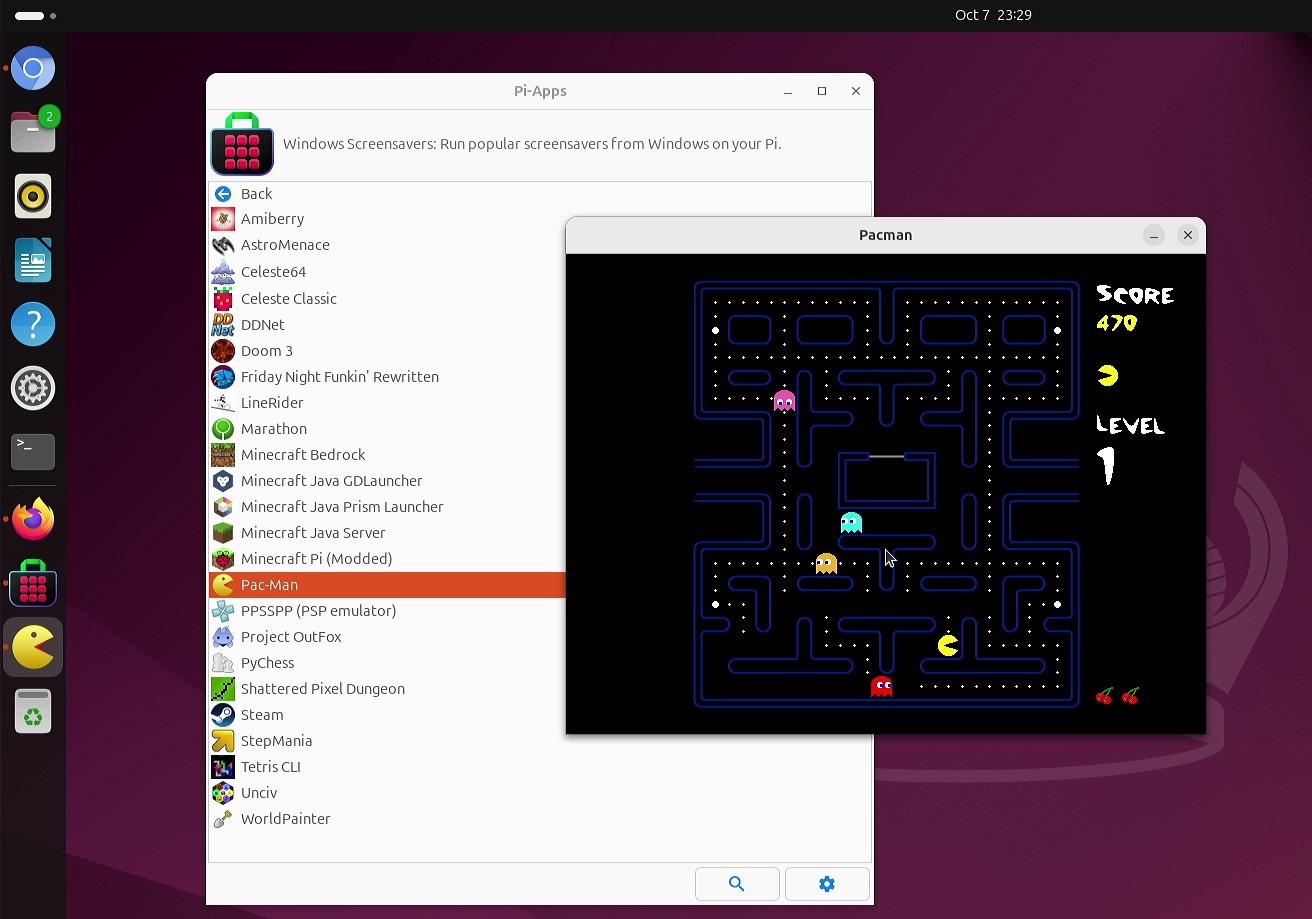 Oct 7 23:29
2
Pi-Apps
Windows Screensavers: Run popular screensavers from Windows on your Pi.
Back
Amiberry
AstroMenace
Celeste64
Celeste Classic
DD
Net
DDNet
Doom 3
Friday Night Funkin' Rewritten
LineRider
Marathon
Minecraft Bedrock
Minecraft Java GDLauncher
Minecraft Java Prism Launcher
Minecraft Java Server
Minecraft Pi (Modded)
Pac-Man
PPSSPP (PSP emulator)
Project OutFox
PyChess
Shattered Pixel Dungeon
Steam
StepMania
Tetris CLI
Unciv
WorldPainter
Pacman
SCORE
470
LEVEL
1
?
>_